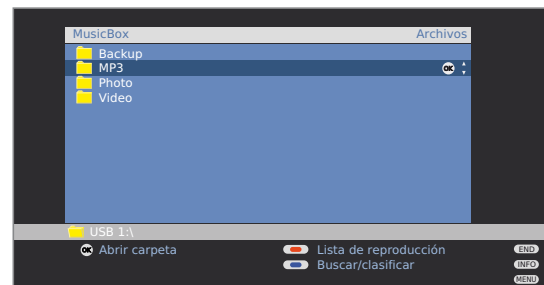 MusicBox Archivos
Backup
MP3 OK
Photo
Video
USB 1:\
OK Abrir carpeta Lista de reproducción END
Buscar/clasificar INFO
MENU